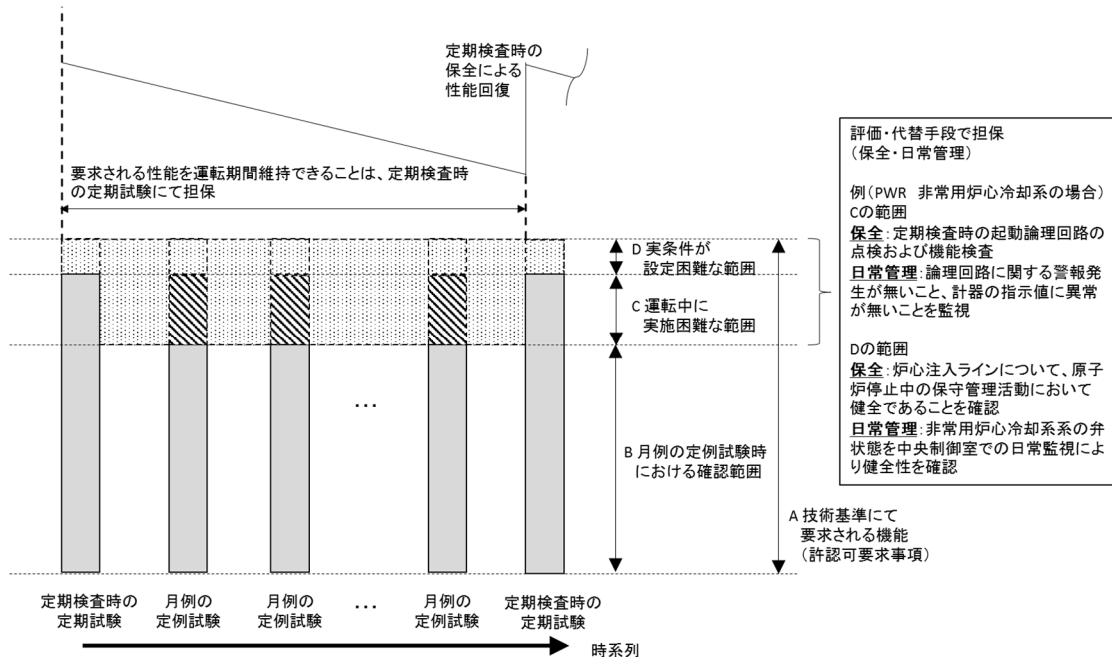 定期検査時の
保全による
性能回復
要求される性能を運転期間維持できることは、定期検査時
の定期試験にて担保
D 実条件が
設定困難な範囲
C 運転中に
実施困難な範囲
B 月例の定例試験時
における確認範囲
A 技術基準にて
要求される機能
（許認可要求事項）
評価・代替手段で担保
（保全・日常管理）
例（PWR　非常用炉心冷却系の場合）
Cの範囲
保全：定期検査時の起動論理回路の
点検および機能検査
日常管理：論理回路に関する警報発
生が無いこと、計器の指示値に異常
が無いことを監視
Dの範囲
保全：炉心注入ラインについて、原子
炉停止中の保守管理活動において
健全であることを確認
日常管理：非常用炉心冷却系系の弁
状態を中央制御室での日常監視によ
り健全性を確認
…
定期検査時の
定期試験
月例の
定例試験
月例の
定例試験
…
月例の
定例試験
定期検査時の
定期試験
時系列